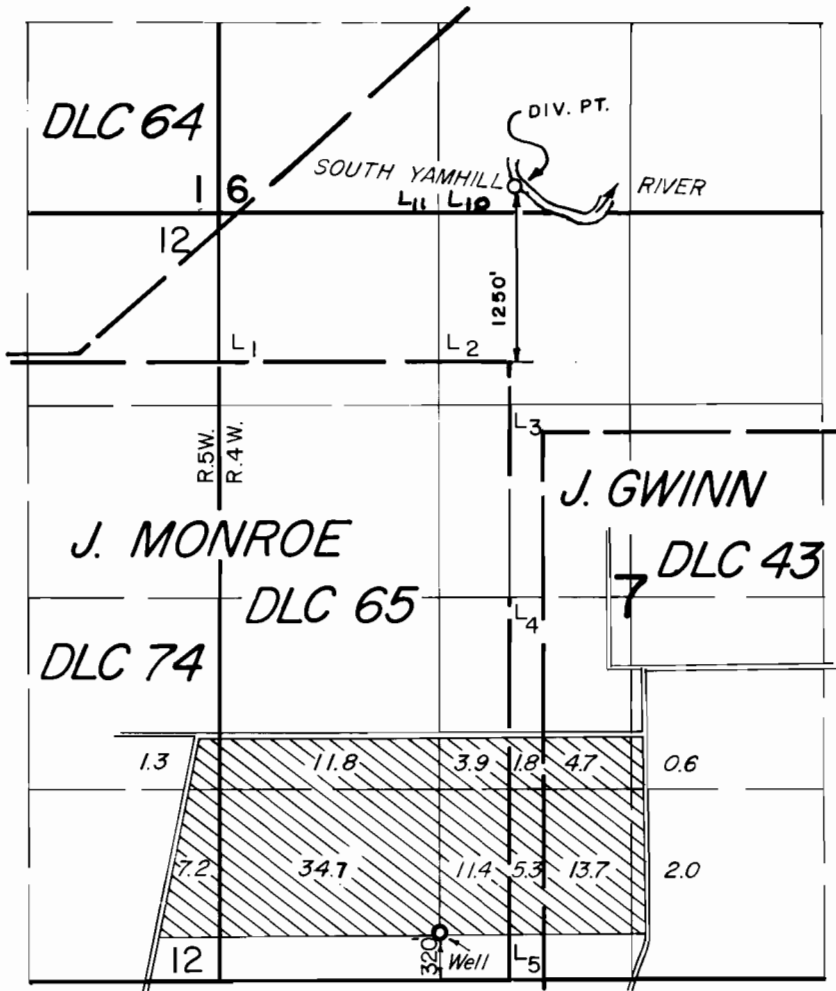 DLC 64
DIV. PT.
SOUTH YAMHILL
RIVER
1 6
L11 L10
12
1250'
L1
L2
R.5W.
R.4W.
L3
J. GWINN
J. MONROE
DLC 43
7
DLC 65
L4
DLC 74
1.3
11.8
3.9
1.8
4.7
0.6
7.2
34.7
11.4
5.3
13.7
2.0
12
320'
Well
L5